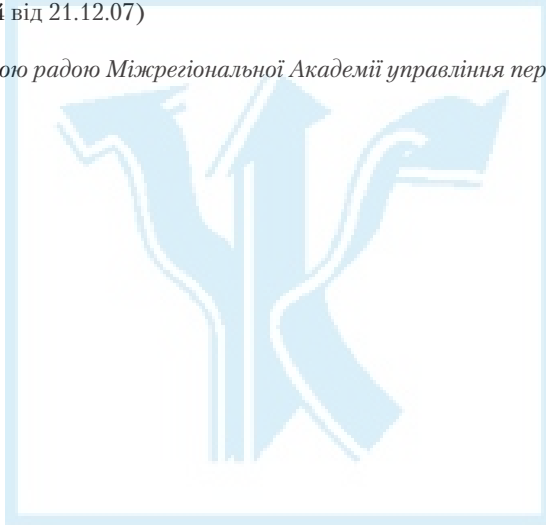 від 21.12.07)
ою радою Міжрегіональної Академії управління пер